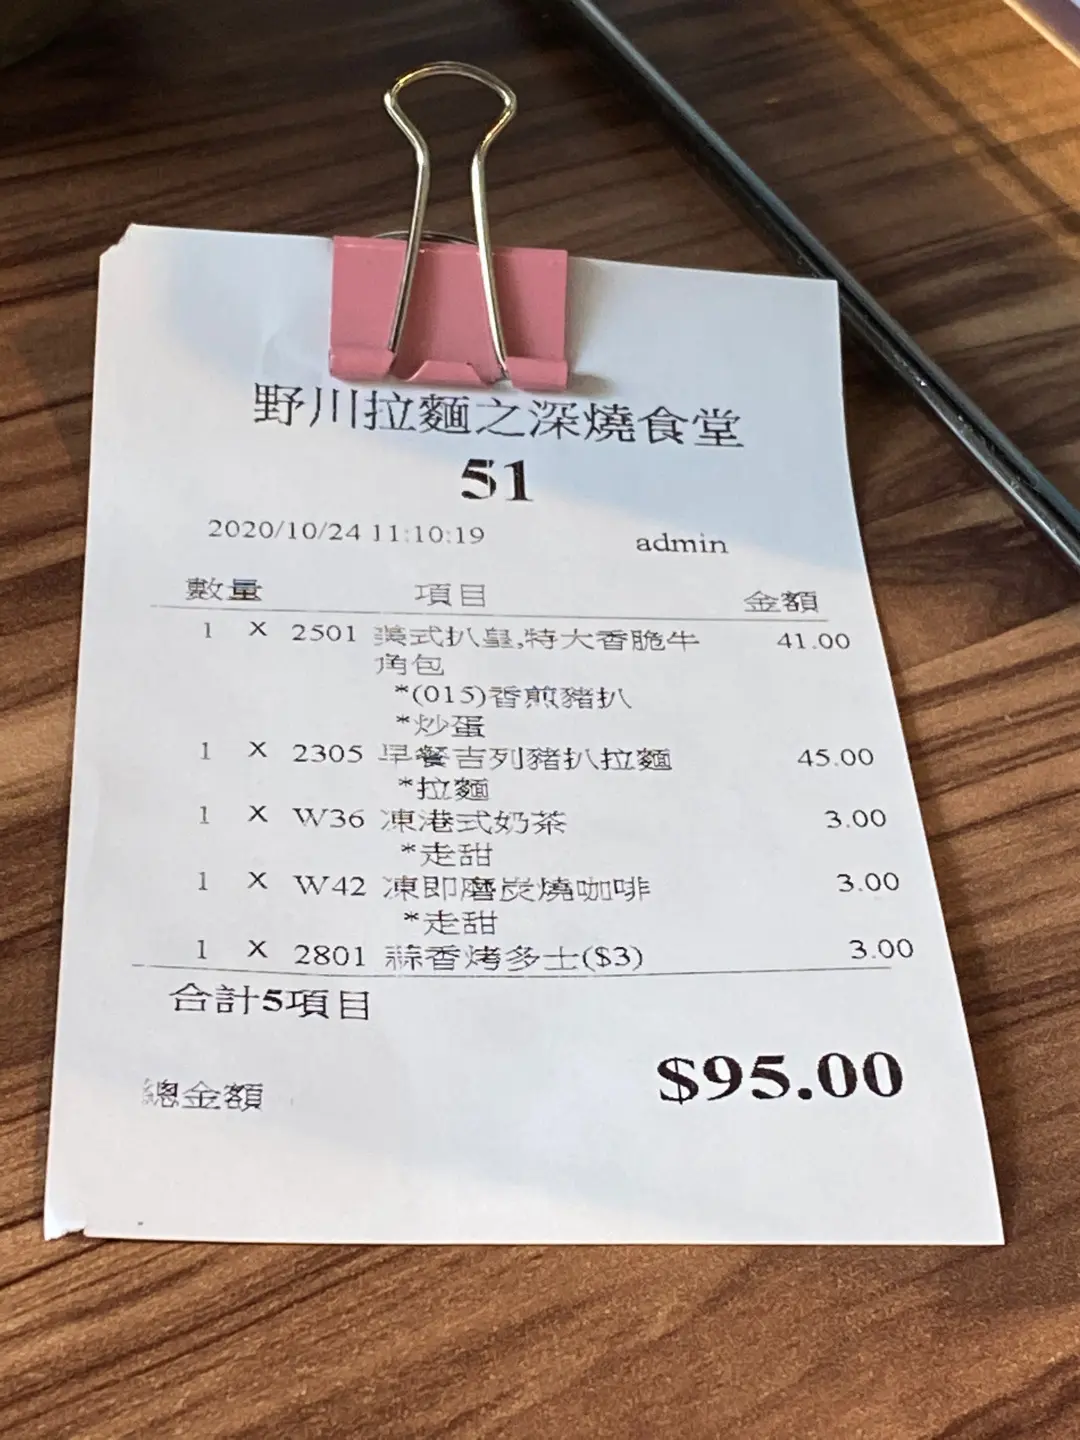 野川拉麵之深燒食堂
51
2020/10/24 11:10:19 admin
數量 項目 金額
1 X 2501 美式扒皇,特大香脆牛 41.00
角包
*(015)香煎豬扒
*炒蛋
1 X 2305 早餐吉列豬扒拉麵 45.00
*拉麵
1 X W36 凍港式奶茶 3.00
*走甜
1 X W42 凍即磨炭燒咖啡 3.00
*走甜
1 X 2801 蒜香烤多士($3) 3.00
合計5項目
總金額 $95.00